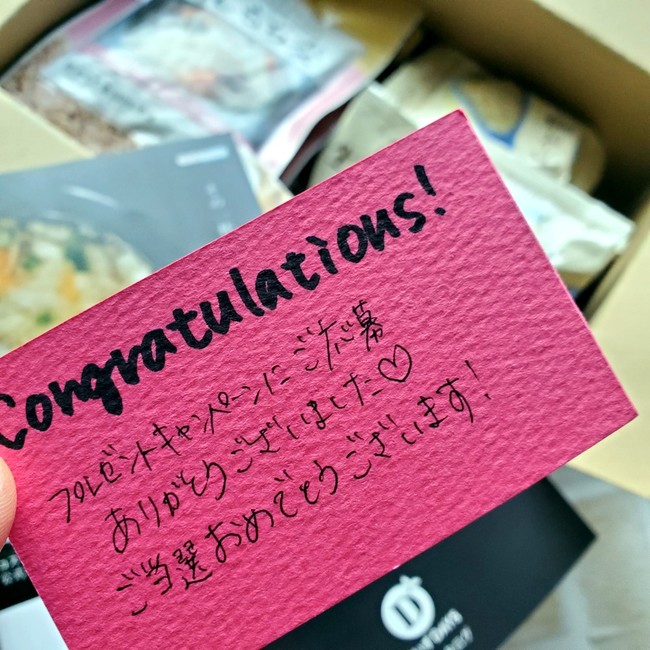 Congratulations!
プレゼントキャンペーンにご応募
ありがとうございました♡
ご当選おめでとうございます!
D